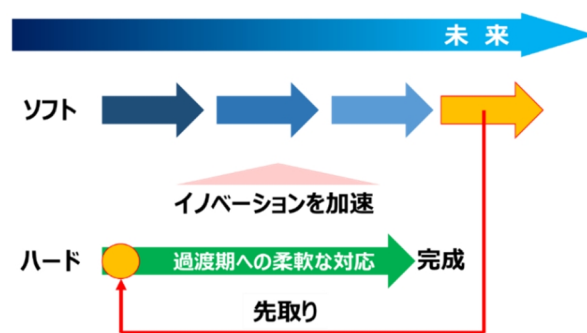 未来
ソフト
イノベーションを加速
ハード
過渡期への柔軟な対応
完成
先取り